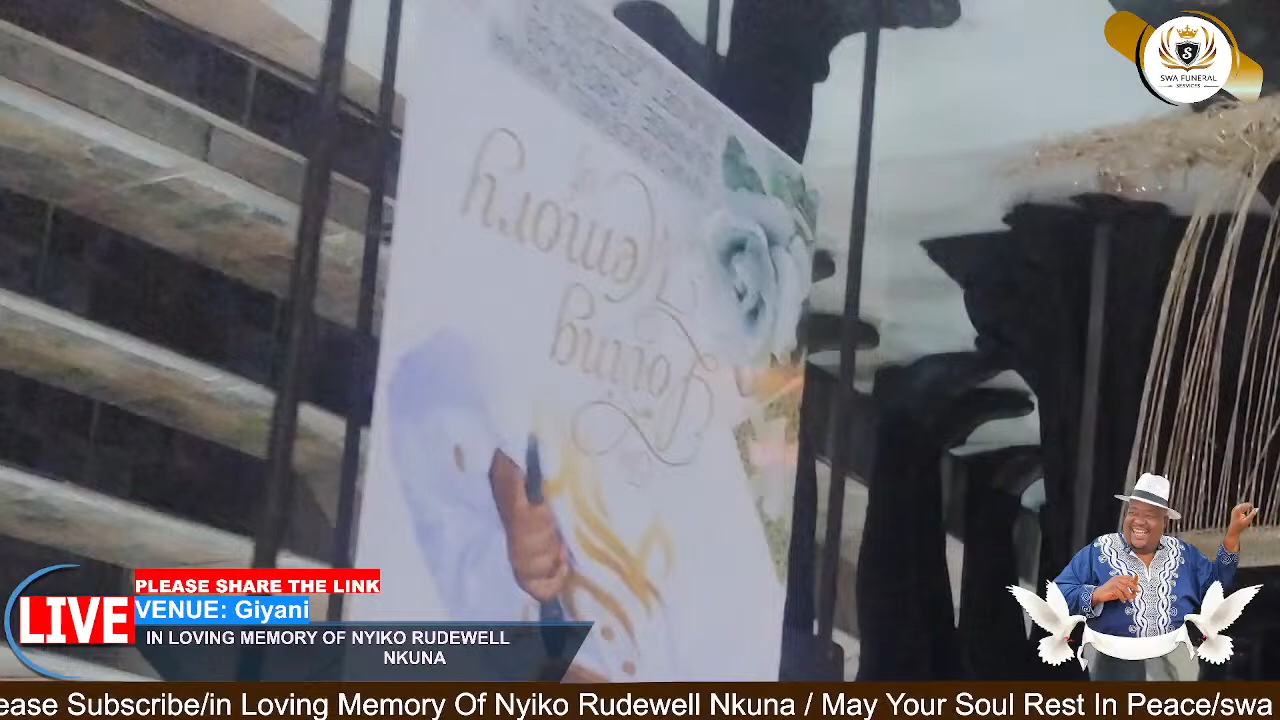 SWA FUNERAL
SERVICES
Loving
Memory
PLEASE SHARE THE LINK
LIVE
VENUE: Giyani
IN LOVING MEMORY OF NYIKO RUDEWELL
NKUNA
ease Subscribe/in Loving Memory Of Nyiko Rudewell Nkuna / May Your Soul Rest In Peace/swa